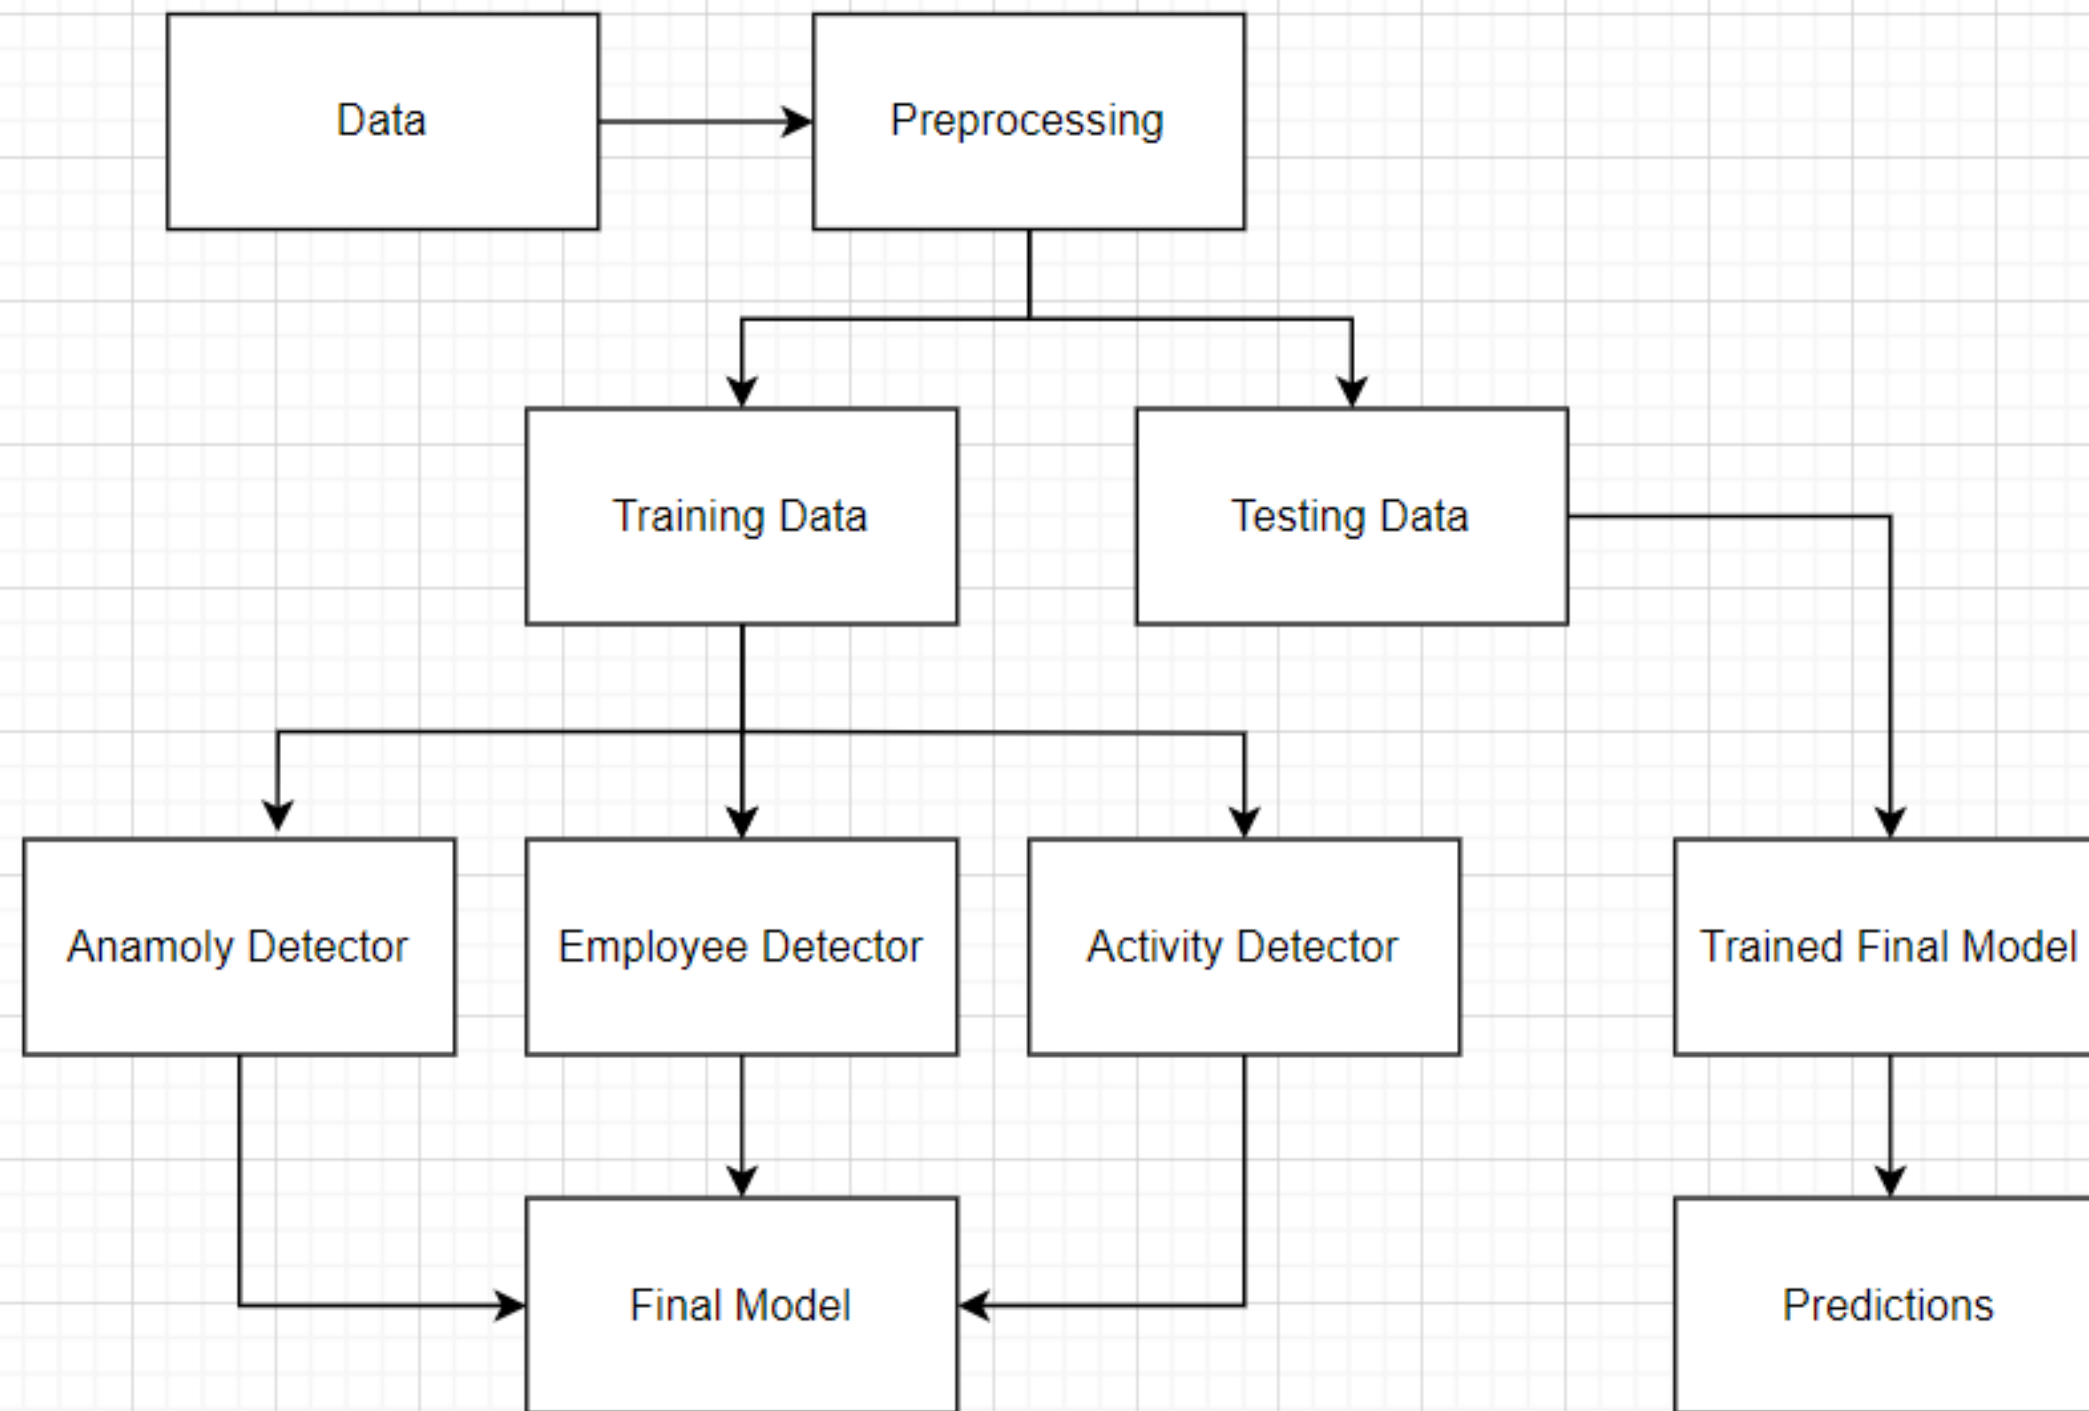 Data
Preprocessing
Training Data
Testing Data
Anamoly Detector
Employee Detector
Activity Detector
Trained Final Model
Final Model
Predictions